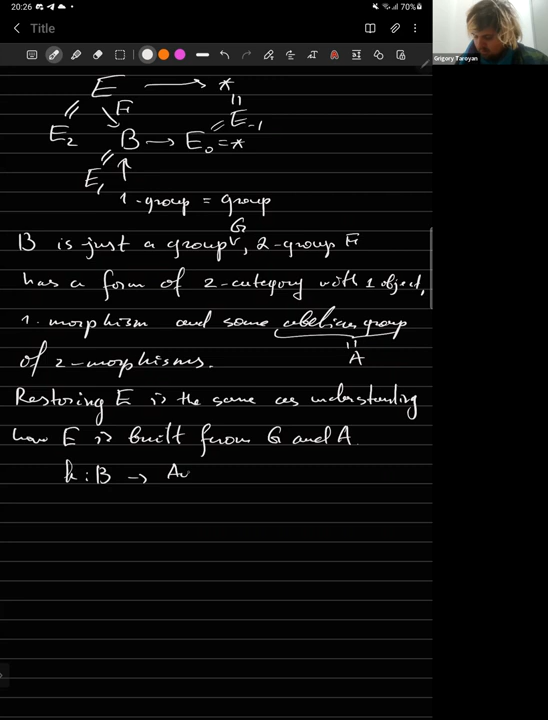 20:26
70%
Title
Grigory Taroyan
E → *
F
E₂
B → E₀ = *
E₋₁
E₁
1-group = group
G
B is just a group, 2-group F
has a form of 2-category with 1 object,
1-morphism and some abelian group
A
of 2-morphisms.
Restoring E is the same as understanding
how E is built from G and A.
k : B → Au